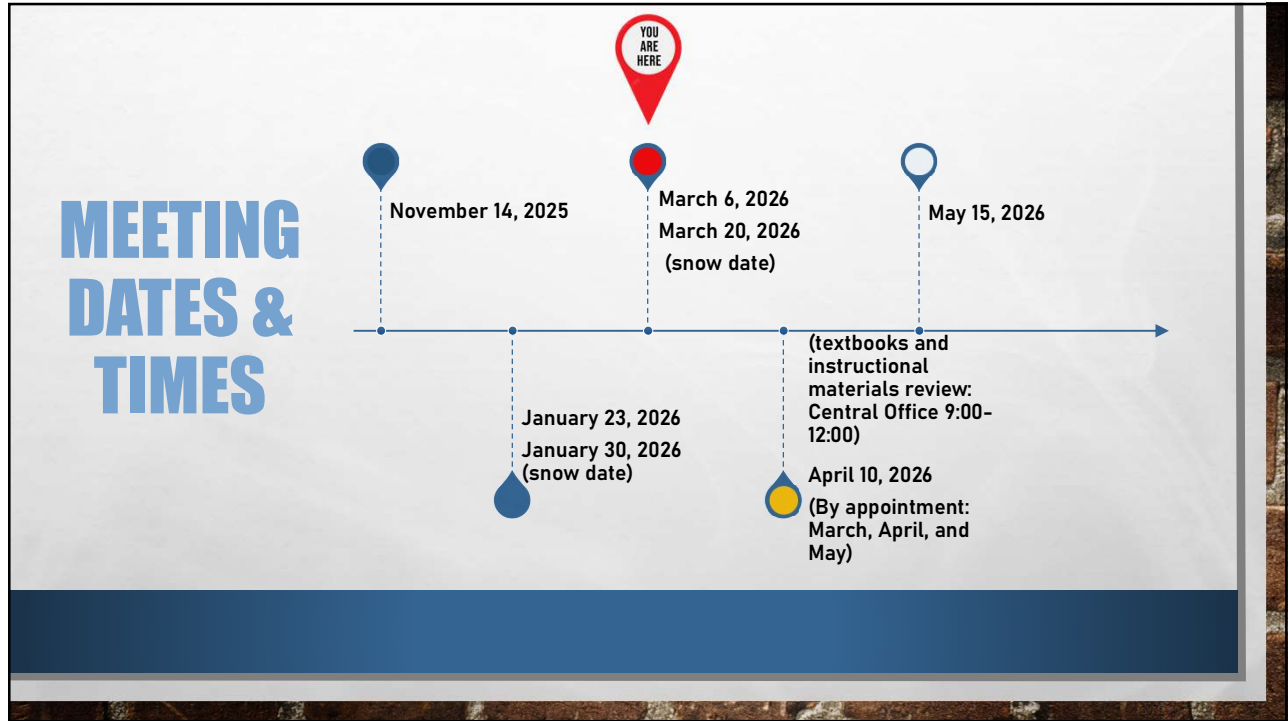 YOU
ARE
HERE
MEETING
DATES &
TIMES
November 14, 2025
March 6, 2026
March 20, 2026
(snow date)
May 15, 2026
January 23, 2026
January 30, 2026
(snow date)
(textbooks and
instructional
materials review:
Central Office 9:00-
12:00)
April 10, 2026
(By appointment:
March, April, and
May)